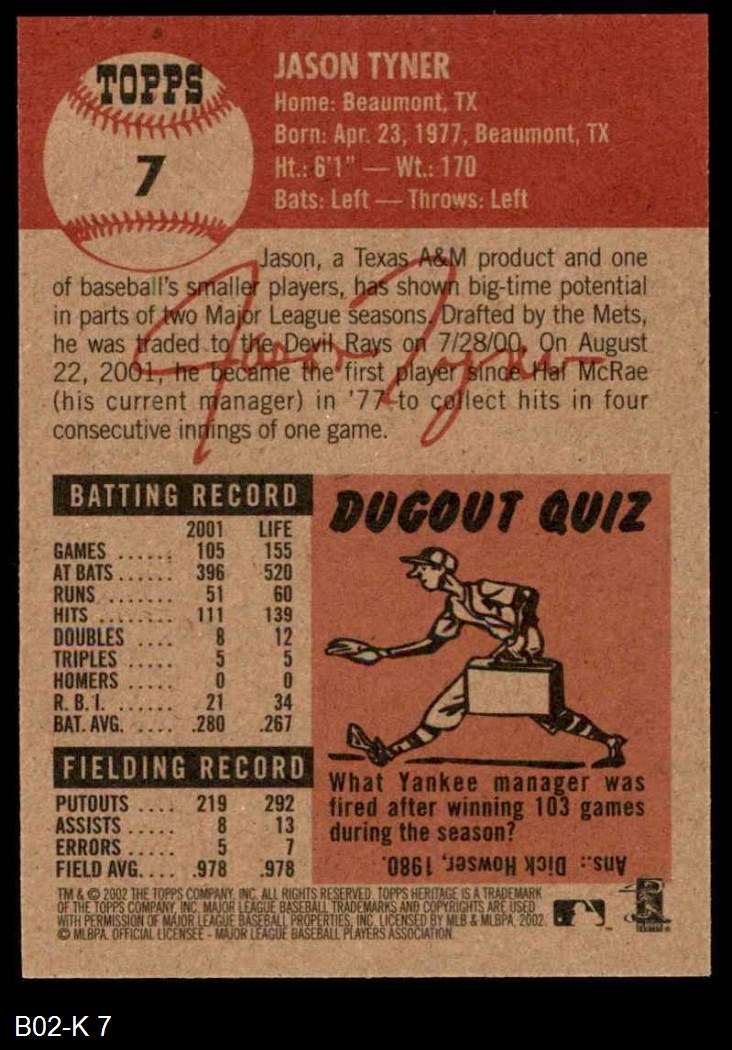 TOPPS
7
JASON TYNER
Home: Beaumont, TX
Born: Apr. 23, 1977, Beaumont, TX
Ht.: 6'1" — Wt.: 170
Bats: Left — Throws: Left
Jason, a Texas A&M product and one
of baseball's smaller players, has shown big-time potential
in parts of two Major League seasons. Drafted by the Mets,
he was traded to the Devil Rays on 7/28/00. On August
22, 2001, he became the first player since Hal McRae
(his current manager) in '77 to collect hits in four
consecutive innings of one game.
Jason Tyner
BATTING RECORD
2001 LIFE
GAMES ...... 105 155
AT BATS ...... 396 520
RUNS ....... 51 60
HITS ....... 111 139
DOUBLES .... 8 12
TRIPLES ..... 5 5
HOMERS ..... 0 0
R. B. I. ...... 21 34
BAT. AVG. ..... .280 .267
FIELDING RECORD
PUTOUTS .... 219 292
ASSISTS ..... 8 13
ERRORS ..... 5 7
FIELD AVG. ... .978 .978
DUGOUT QUIZ
What Yankee manager was
fired after winning 103 games
during the season?
Ans.: Dick Howser, 1980.
TM & © 2002 THE TOPPS COMPANY, INC. ALL RIGHTS RESERVED. TOPPS HERITAGE IS A TRADEMARK
OF THE TOPPS COMPANY, INC. MAJOR LEAGUE BASEBALL TRADEMARKS AND COPYRIGHTS ARE USED
WITH PERMISSION OF MAJOR LEAGUE BASEBALL PROPERTIES, INC. LICENSED BY MLB & MLBPA, 2002.
© MLBPA. OFFICIAL LICENSEE - MAJOR LEAGUE BASEBALL PLAYERS ASSOCIATION.
B02-K 7